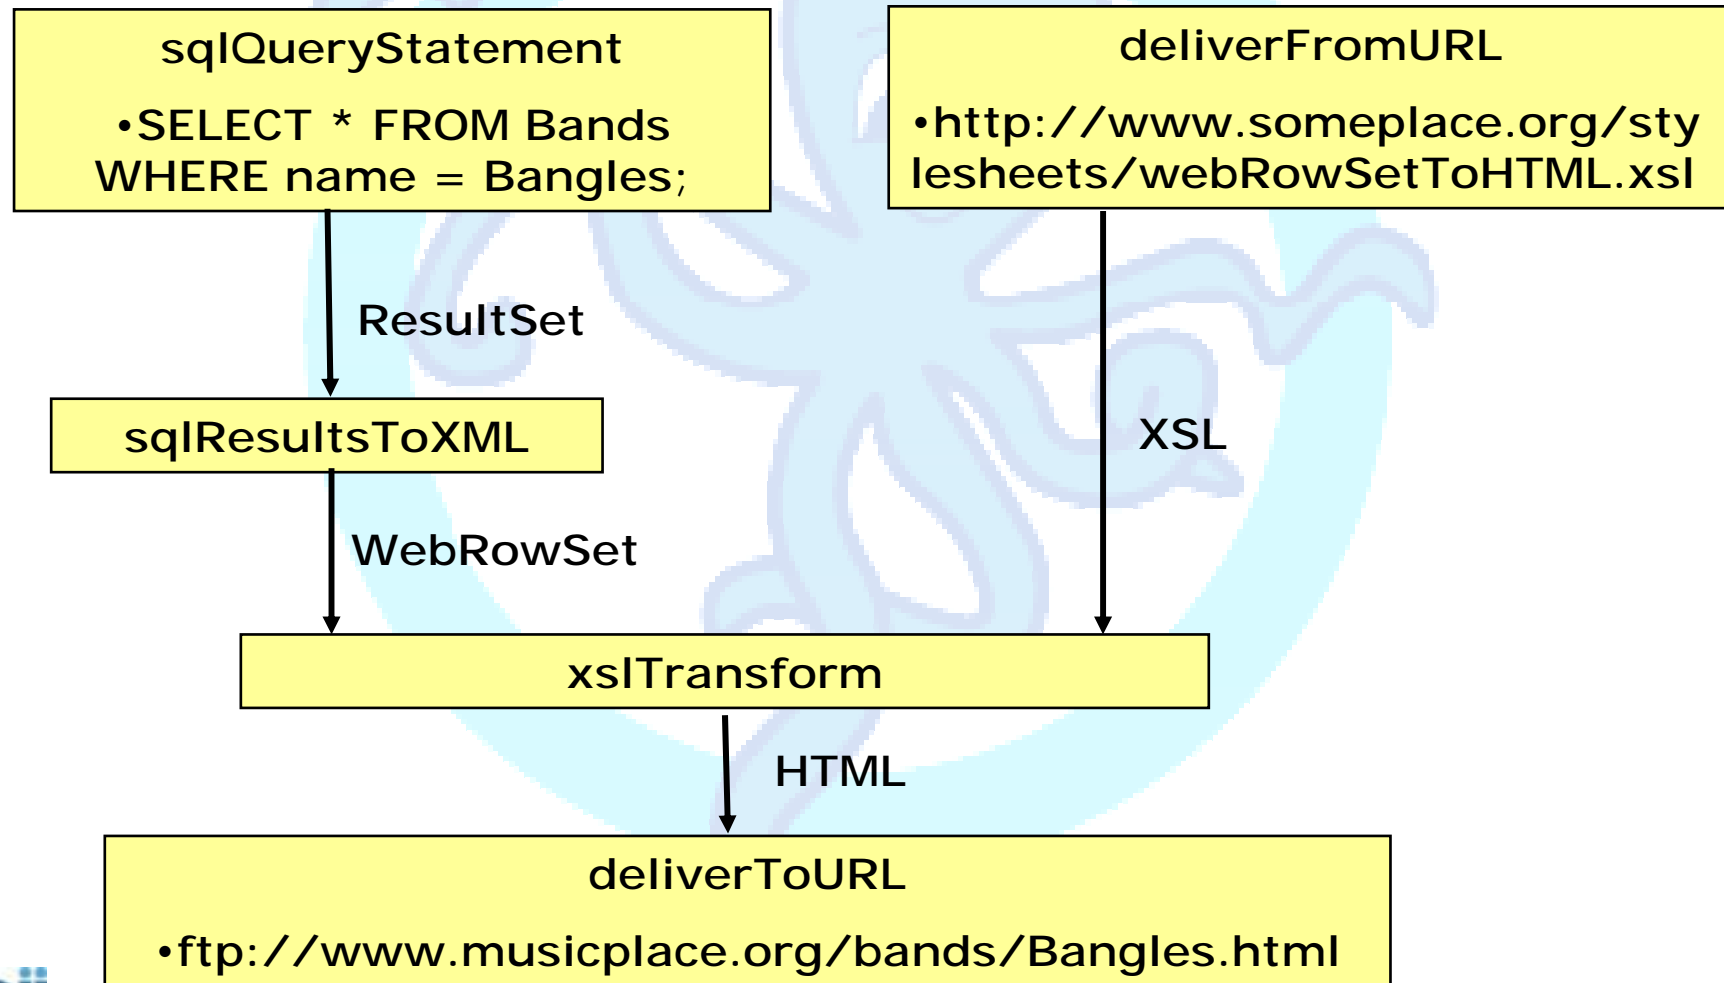 sqlQueryStatement
•SELECT * FROM Bands
WHERE name = Bangles;
deliverFromURL
•http://www.someplace.org/sty
lesheets/webRowSetToHTML.xsl
ResultSet
sqlResultsToXML
XSL
WebRowSet
xslTransform
HTML
deliverToURL
•ftp://www.musicplace.org/bands/Bangles.html